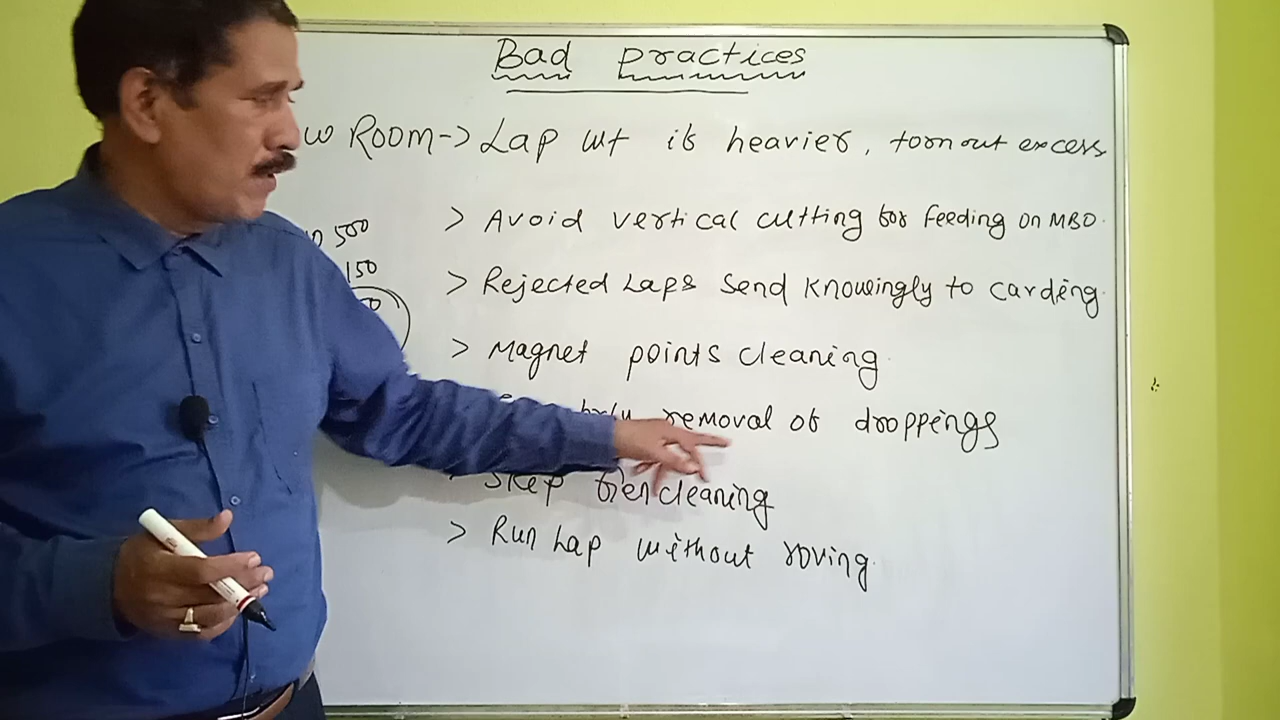 Bad practices
w Room -> Lap wt is heavier, torn out excess
500
> Avoid vertical cutting for feeding on MBO.
150
> Rejected Laps send knowingly to carding.
> Magnet points cleaning
removal of droppings
> Skip cleaning
> Run Lap without roving.